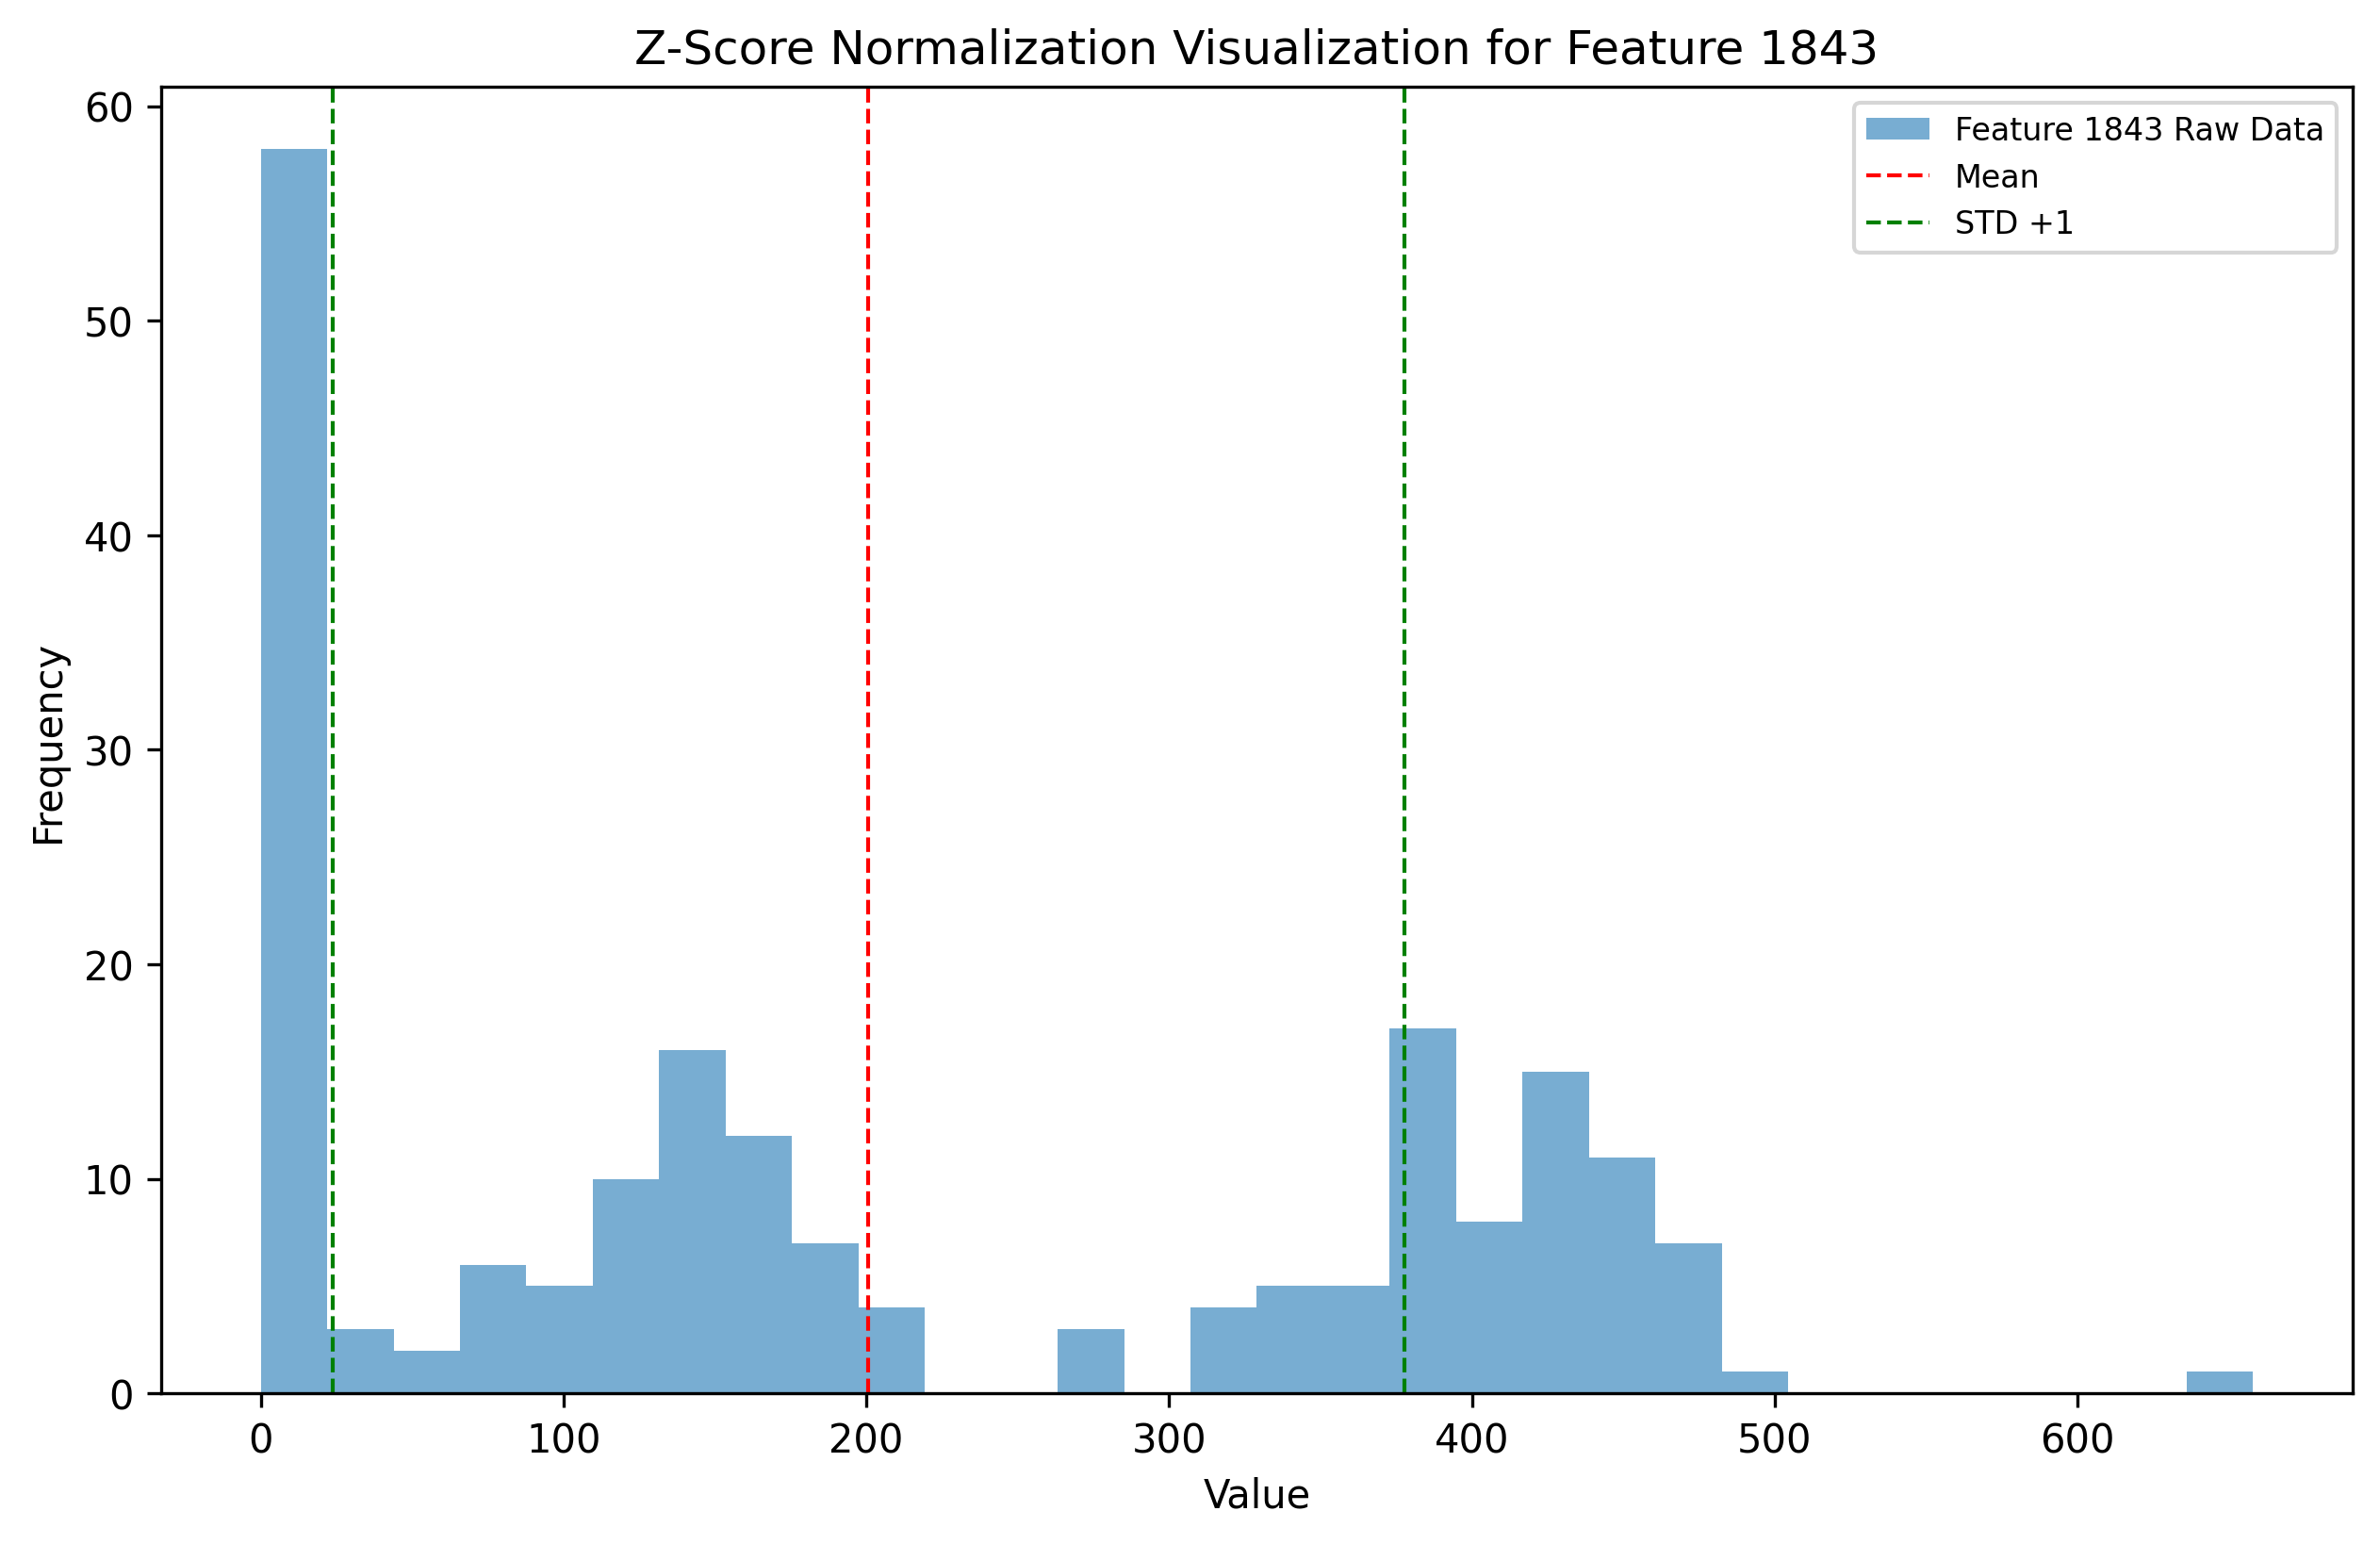 Z-Score Normalization Visualization for Feature 1843
Feature 1843 Raw Data
Mean
STD +1
Frequency
60
50
40
30
20
10
0
0 100 200 300 400 500 600
Value